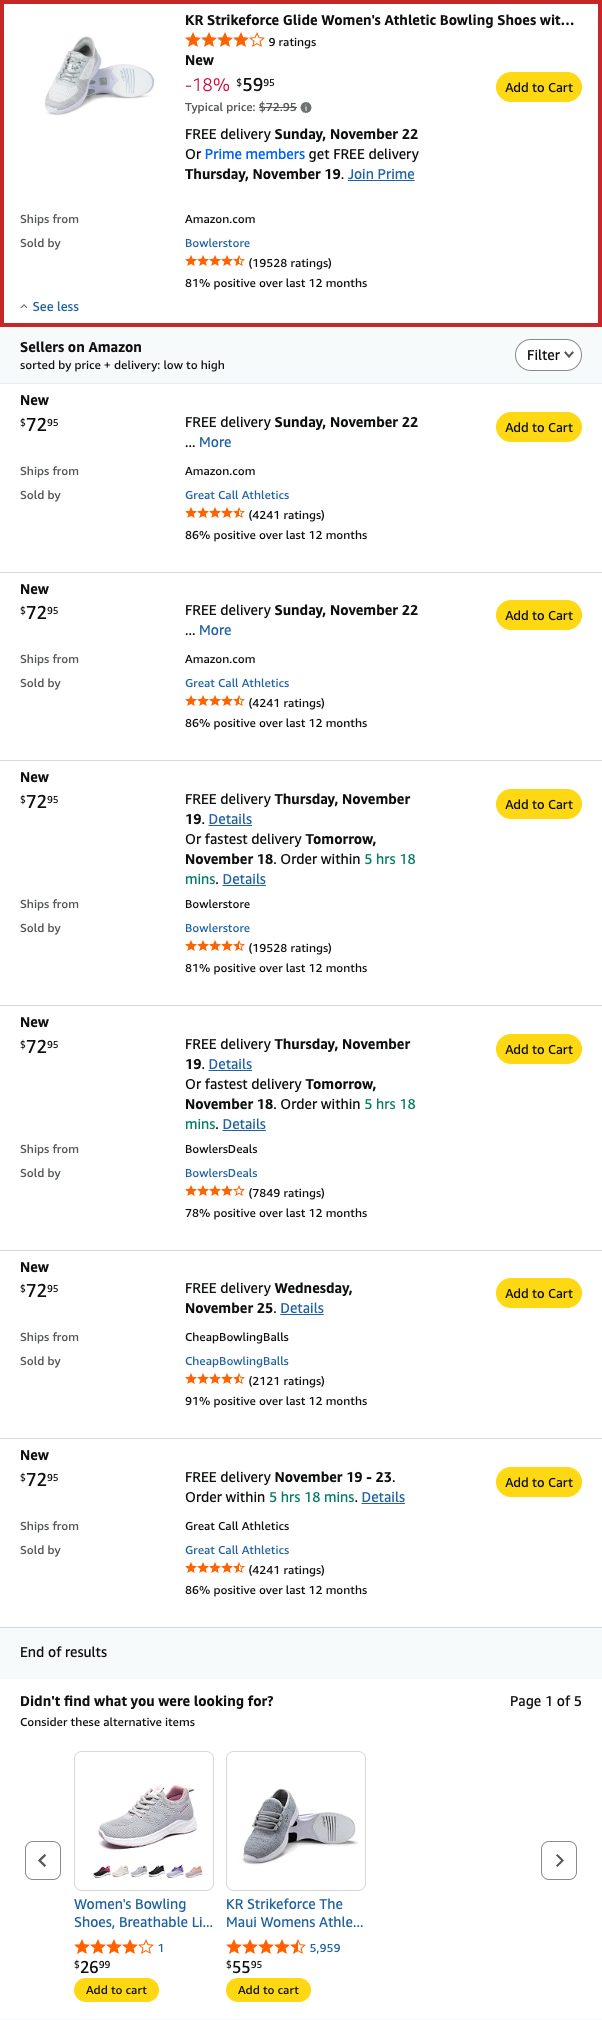 KR Strikeforce Glide Women's Athletic Bowling Shoes wit...
9 ratings
New
-18% $59.95
Typical price: $72.95
Add to Cart
FREE delivery Sunday, November 22
Or Prime members get FREE delivery
Thursday, November 19. Join Prime
Ships from
Amazon.com
Sold by
Bowlerstore
(19528 ratings)
81% positive over last 12 months
See less
Sellers on Amazon
sorted by price + delivery: low to high
Filter
New
$72.95
FREE delivery Sunday, November 22
... More
Add to Cart
Ships from
Amazon.com
Sold by
Great Call Athletics
(4241 ratings)
86% positive over last 12 months
New
$72.95
FREE delivery Sunday, November 22
... More
Add to Cart
Ships from
Amazon.com
Sold by
Great Call Athletics
(4241 ratings)
86% positive over last 12 months
New
$72.95
FREE delivery Thursday, November
19. Details
Or fastest delivery Tomorrow,
November 18. Order within 5 hrs 18
mins. Details
Add to Cart
Ships from
Bowlerstore
Sold by
Bowlerstore
(19528 ratings)
81% positive over last 12 months
New
$72.95
FREE delivery Thursday, November
19. Details
Or fastest delivery Tomorrow,
November 18. Order within 5 hrs 18
mins. Details
Add to Cart
Ships from
BowlersDeals
Sold by
BowlersDeals
(7849 ratings)
78% positive over last 12 months
New
$72.95
FREE delivery Wednesday,
November 25. Details
Add to Cart
Ships from
CheapBowlingBalls
Sold by
CheapBowlingBalls
(2121 ratings)
91% positive over last 12 months
New
$72.95
FREE delivery November 19 - 23.
Order within 5 hrs 18 mins. Details
Add to Cart
Ships from
Great Call Athletics
Sold by
Great Call Athletics
(4241 ratings)
86% positive over last 12 months
End of results
Didn't find what you were looking for?
Page 1 of 5
Consider these alternative items
Women's Bowling
Shoes, Breathable Li...
1
$26.99
Add to cart
KR Strikeforce The
Maui Womens Athle...
5,959
$55.95
Add to cart